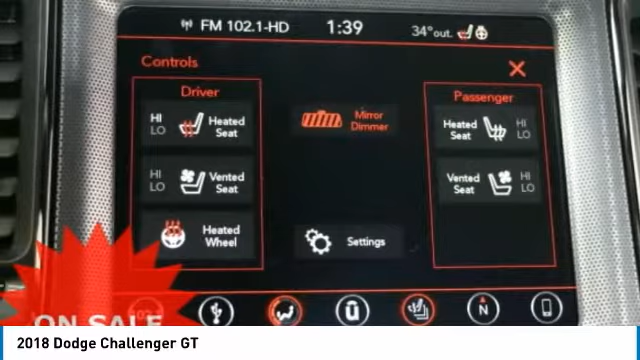 FM 102.1-HD 1:39 34° out.
Controls
Driver
Passenger
HI
LO
Heated
Seat
Mirror
Dimmer
Heated
Seat
HI
LO
HI
LO
Vented
Seat
Vented
Seat
HI
LO
Heated
Wheel
Settings
N
ON SALE
2018 Dodge Challenger GT